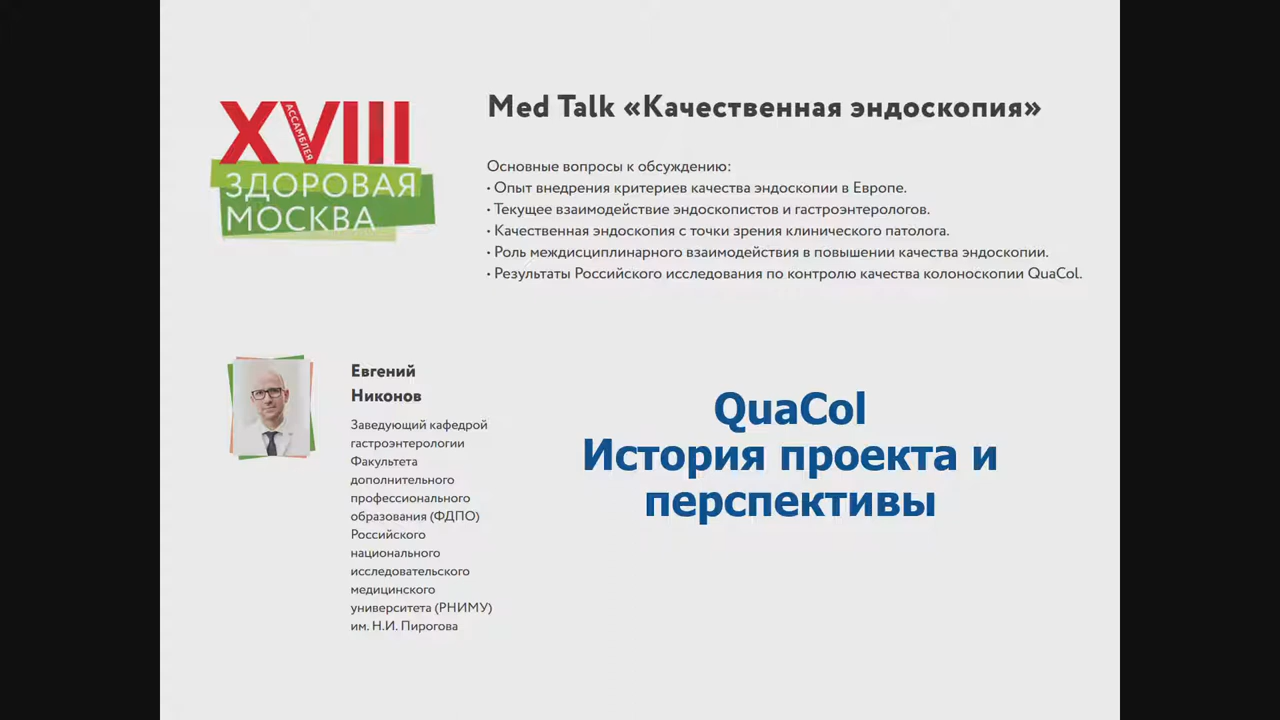 XVIII
АССАМБЛЕЯ
ЗДОРОВАЯ
МОСКВА
Med Talk «Качественная эндоскопия»
Основные вопросы к обсуждению:
• Опыт внедрения критериев качества эндоскопии в Европе.
• Текущее взаимодействие эндоскопистов и гастроэнтерологов.
• Качественная эндоскопия с точки зрения клинического патолога.
• Роль междисциплинарного взаимодействия в повышении качества эндоскопии.
• Результаты Российского исследования по контролю качества колоноскопии QuaCol.
Евгений
Никонов
Заведующий кафедрой
гастроэнтерологии
Факультета
дополнительного
профессионального
образования (ФДПО)
Российского
национального
исследовательского
медицинского
университета (РНИМУ)
им. Н.И. Пирогова
QuaCol
История проекта и
перспективы